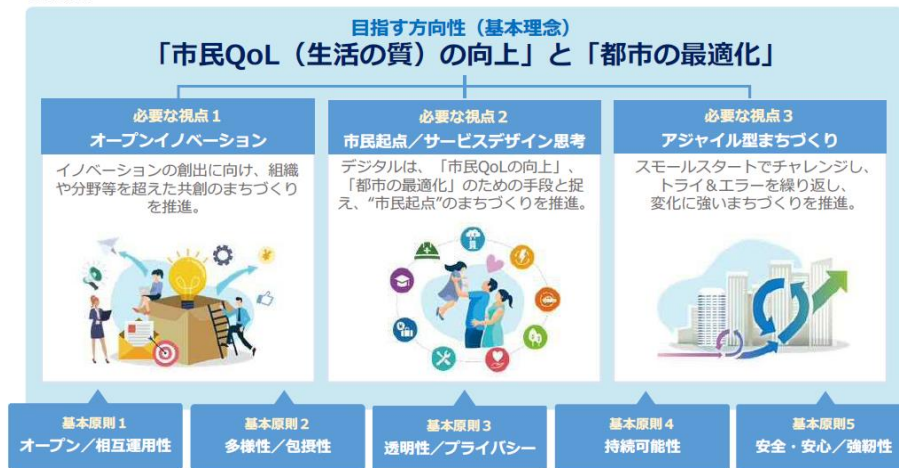 目指す方向性（基本理念）
「市民QoL（生活の質）の向上」と「都市の最適化」
必要な視点１
オープンイノベーション
イノベーションの創出に向け、組織
や分野等を超えた共創のまちづくり
を推進。
必要な視点２
市民起点／サービスデザイン思考
デジタルは、「市民QoLの向上」、
「都市の最適化」のための手段と捉
え、“市民起点”のまちづくりを推進。
必要な視点３
アジャイル型まちづくり
スモールスタートでチャレンジし、
トライ＆エラーを繰り返し、
変化に強いまちづくりを推進。
基本原則１
オープン／相互運用性
基本原則２
多様性／包摂性
基本原則３
透明性／プライバシー
基本原則４
持続可能性
基本原則5
安全・安心／強靭性